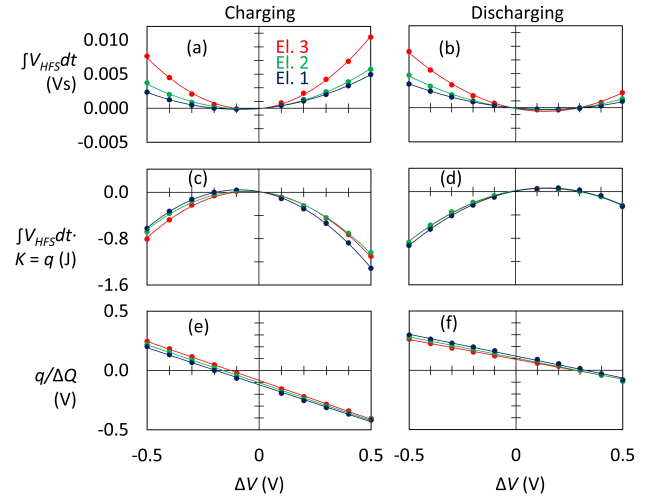 Charging Discharging
0.010
(a) El. 3 (b)
∫V_HFS dt 0.005 El. 2
(Vs) El. 1
0.000
-0.005
(c) (d)
0.0
∫V_HFS dt· -0.8
K = q (J)
-1.6
0.5
(e) (f)
q/ΔQ 0.0
(V)
-0.5
-0.5 0 0.5 -0.5 0 0.5
ΔV (V) ΔV (V)